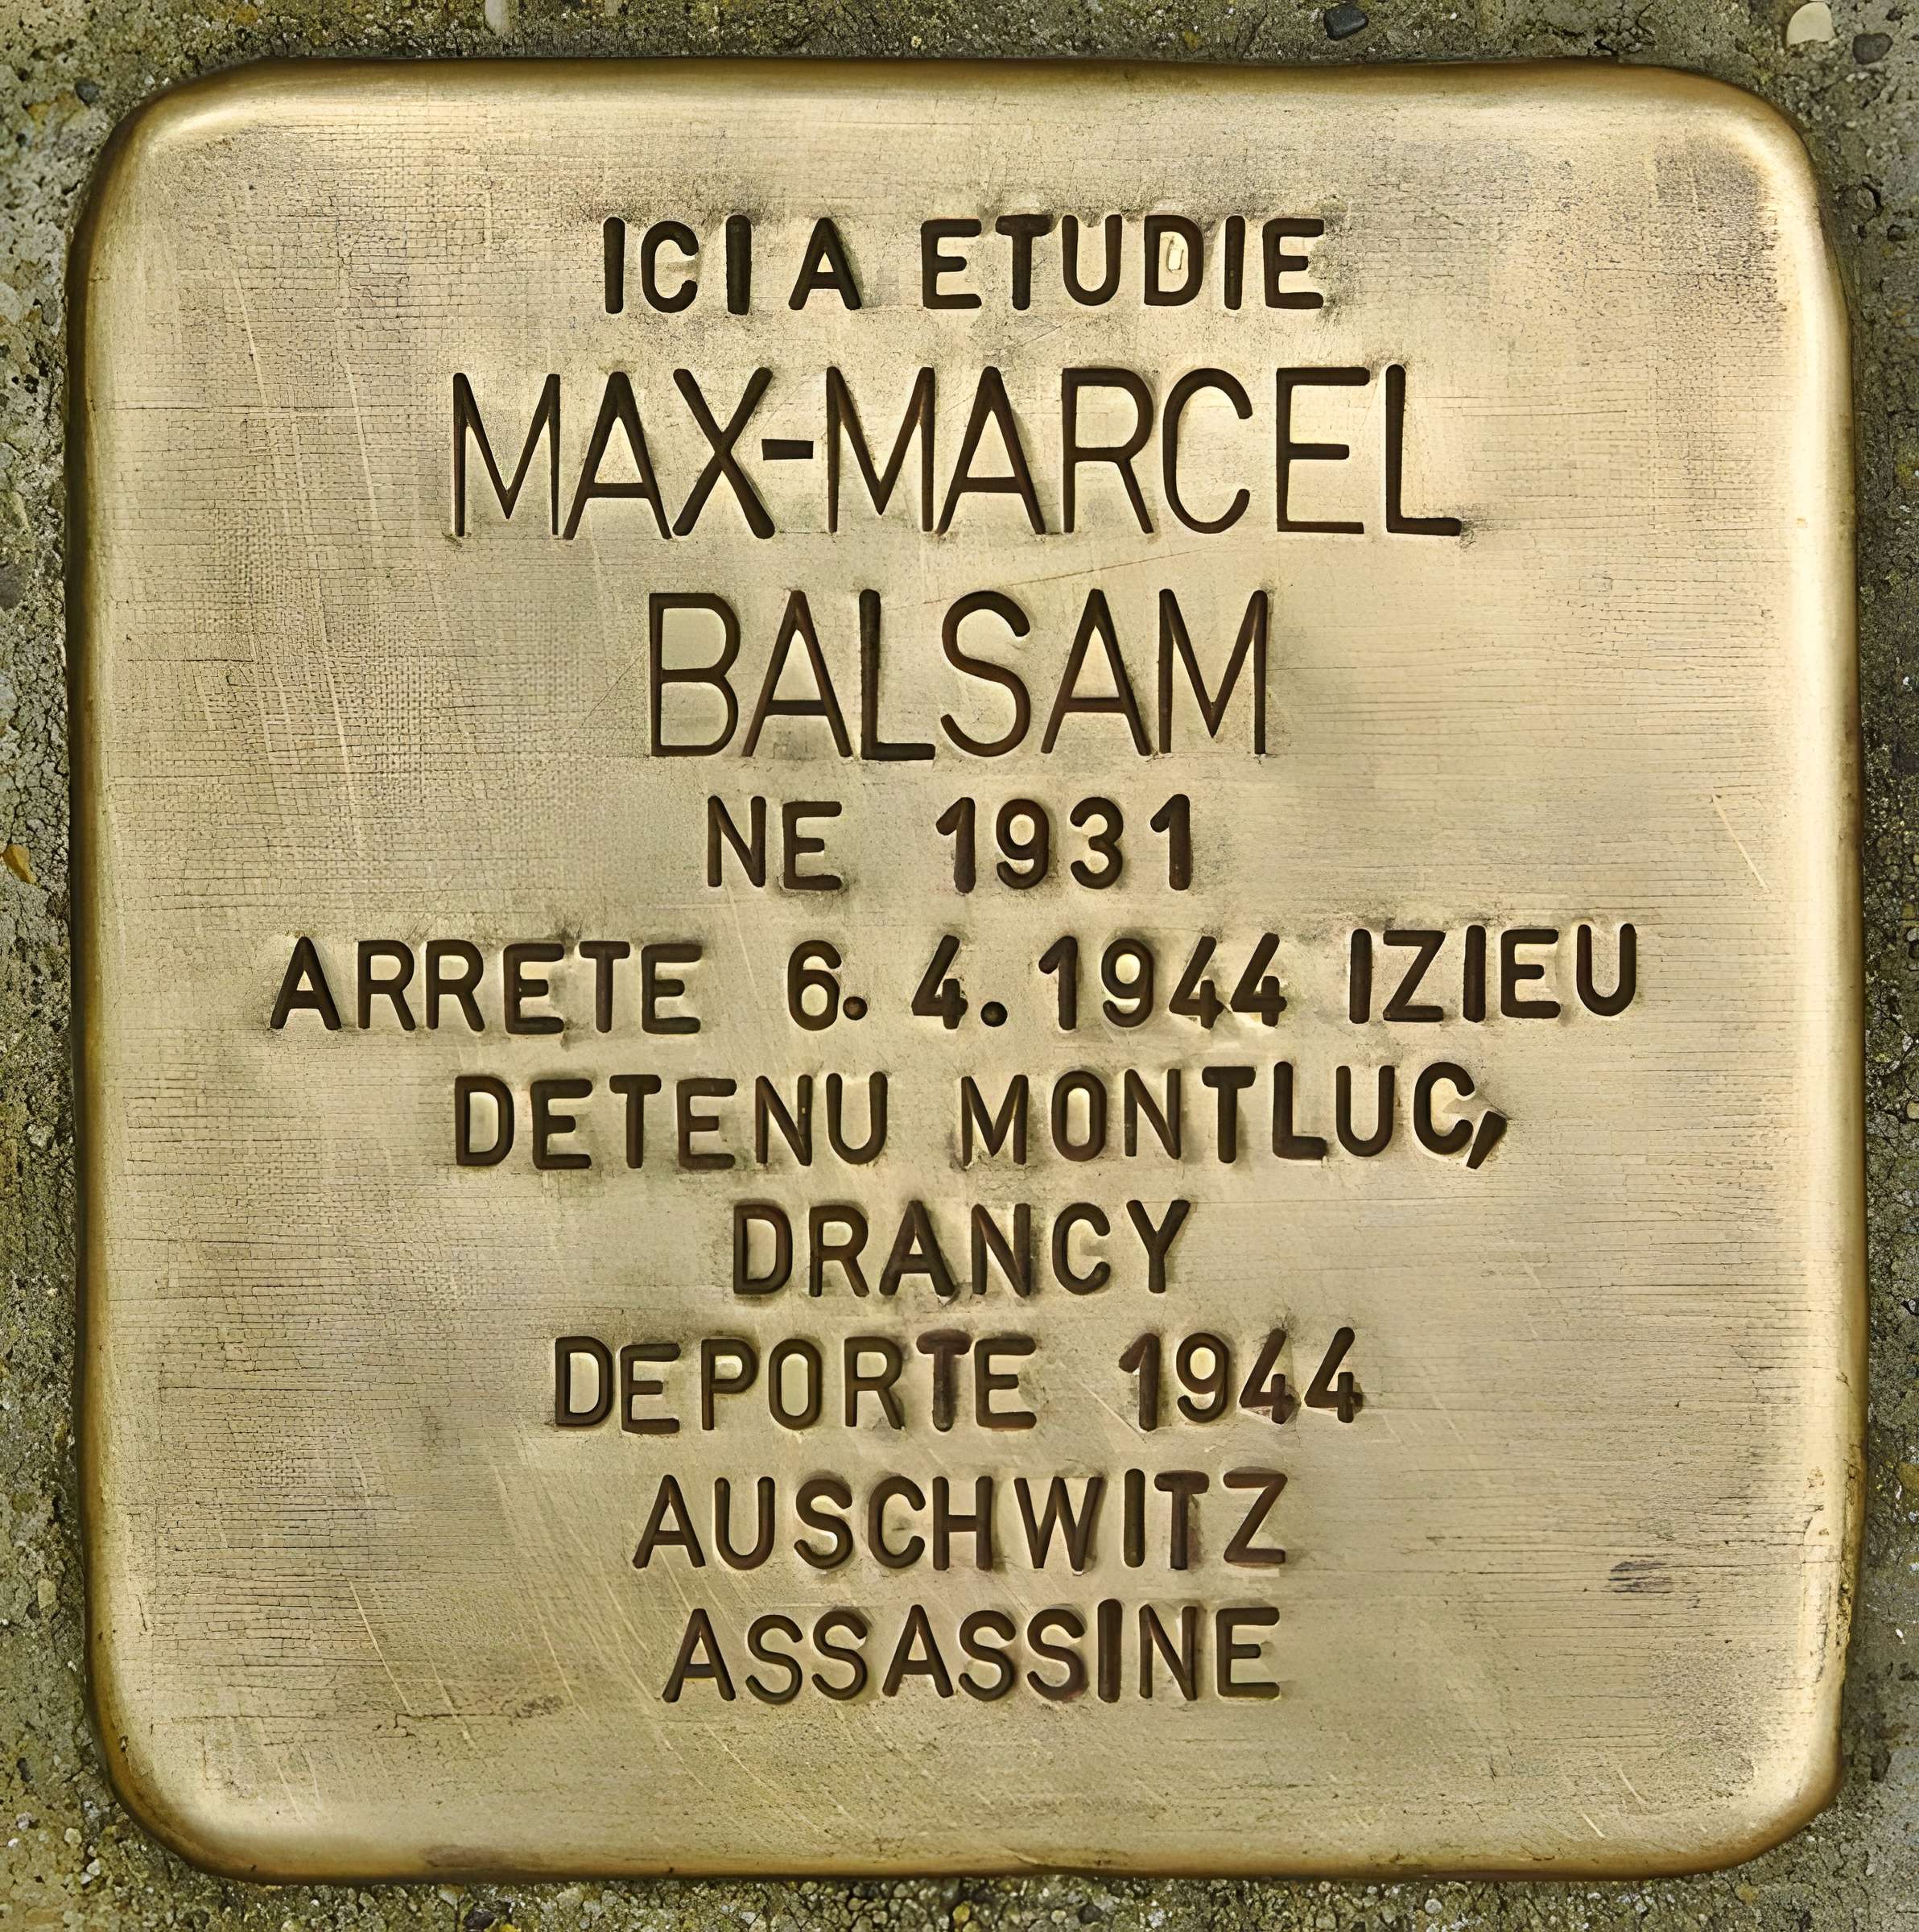 ICI A ETUDIE
MAX-MARCEL
BALSAM
NE 1931
ARRETE 6.4.1944 IZIEU
DETENU MONTLUC,
DRANCY
DEPORTE 1944
AUSCHWITZ
ASSASSINE